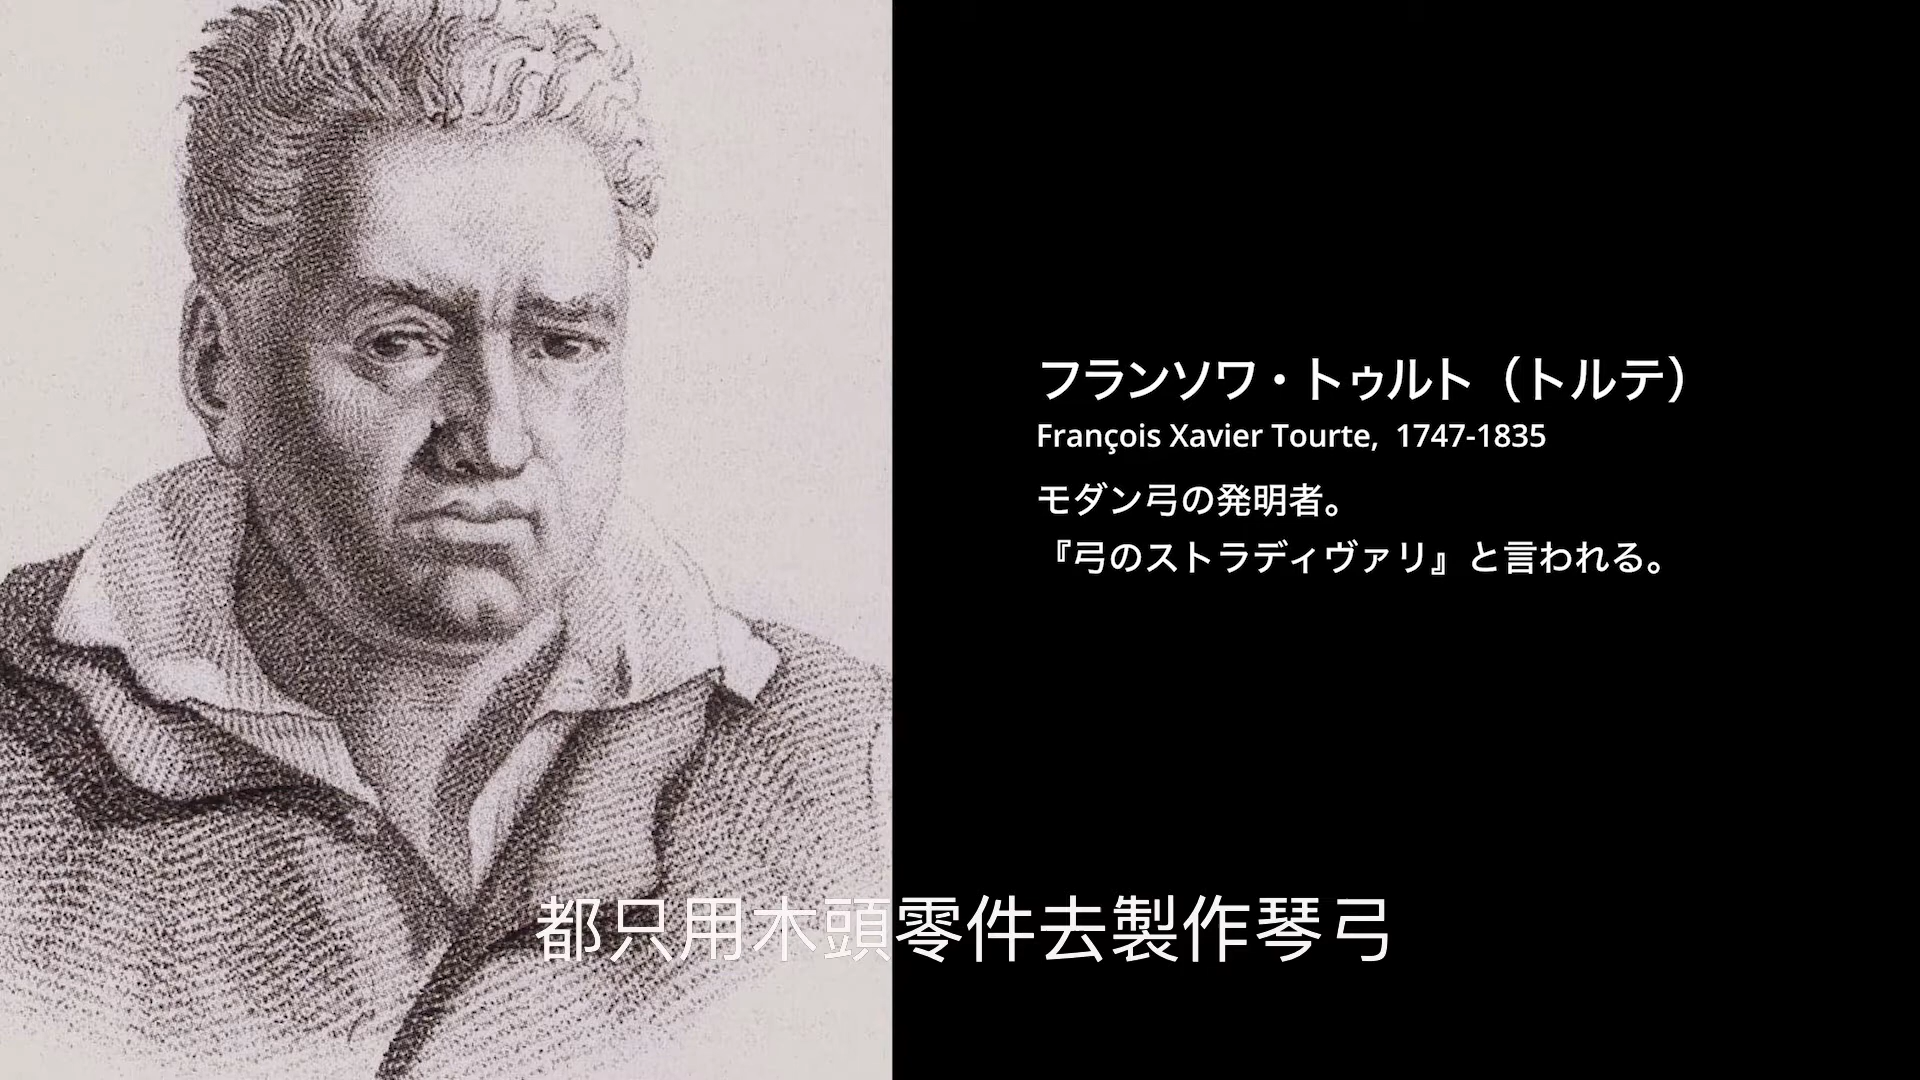 フランソワ・トゥルト（トルテ）
François Xavier Tourte, 1747-1835
モダン弓の発明者。
『弓のストラディヴァリ』と言われる。
都只用木頭零件去製作琴弓